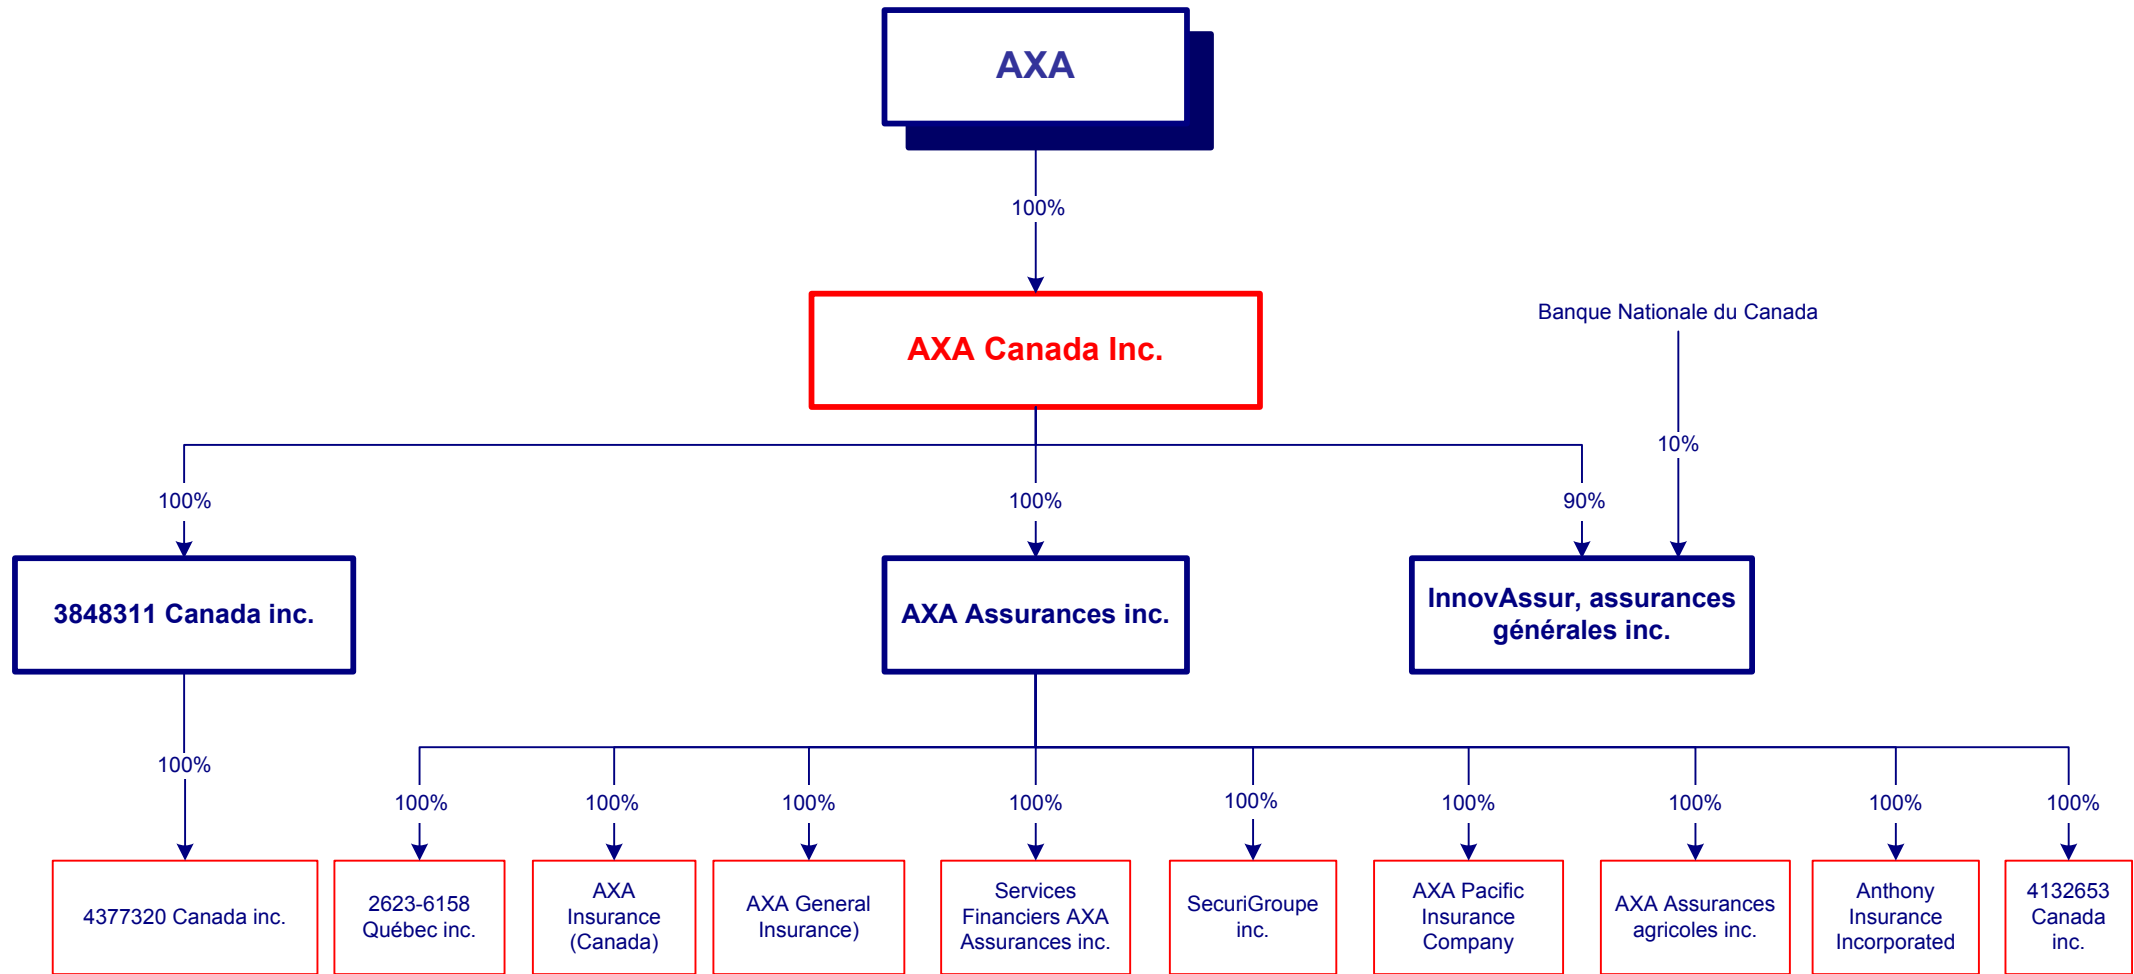 AXA
100%
AXA Canada Inc.
Banque Nationale du Canada
10%
100%
100%
90%
3848311 Canada inc.
AXA Assurances inc.
InnovAssur, assurances
générales inc.
100%
100%
100%
100%
100%
100%
100%
100%
100%
100%
4377320 Canada inc.
2623-6158
Québec inc.
AXA
Insurance
(Canada)
AXA General
Insurance)
Services
Financiers AXA
Assurances inc.
SecuriGroupe
inc.
AXA Pacific
Insurance
Company
AXA Assurances
agricoles inc.
Anthony
Insurance
Incorporated
4132653
Canada
inc.